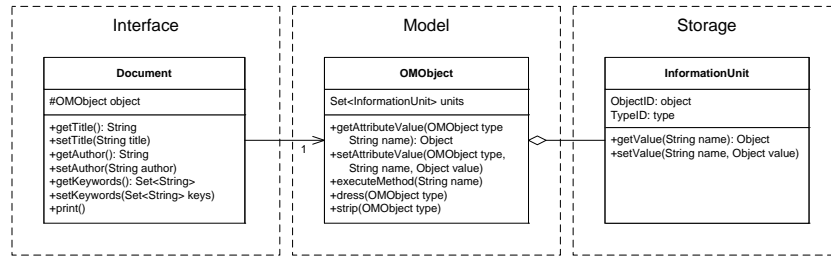 Interface
Document
#OMObject object
+getTitle(): String
+setTitle(String title)
+getAuthor(): String
+setAuthor(String author)
+getKeywords(): Set<String>
+setKeywords(Set<String> keys)
+print()
1
Model
OMObject
Set<InformationUnit> units
+getAttributeValue(OMObject type
String name): Object
+setAttributeValue(OMObject type,
String name, Object value)
+executeMethod(String name)
+dress(OMObject type)
+strip(OMObject type)
Storage
InformationUnit
ObjectID: object
TypeID: type
+getValue(String name): Object
+setValue(String name, Object value)